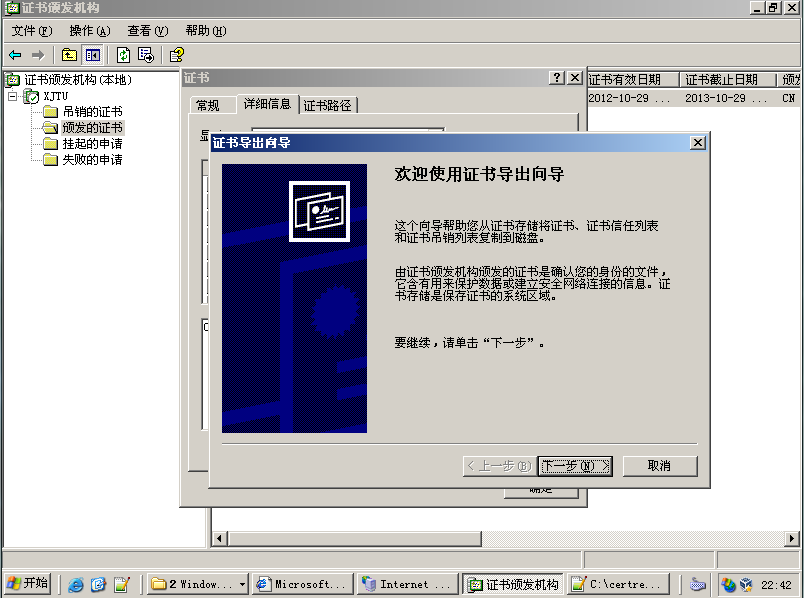 证书颁发机构
文件(F) 操作(A) 查看(V) 帮助(H)
证书颁发机构(本地)
XJTU
吊销的证书
颁发的证书
挂起的申请
失败的申请
证书有效日期 证书截止日期 颁发
2012-10-29 ... 2013-10-29 ... CN
证书
常规 详细信息 证书路径
证书导出向导
欢迎使用证书导出向导
这个向导帮助您从证书存储将证书、证书信任列表
和证书吊销列表复制到磁盘。
由证书颁发机构颁发的证书是确认您的身份的文件，
它含有用来保护数据或建立安全网络连接的信息。证
书存储是保存证书的系统区域。
要继续，请单击“下一步”。
< 上一步(B) 下一步(N) > 取消
确定
开始 2 Window... Microsoft... Internet ... 证书颁发机构 C:\certre... 22:42